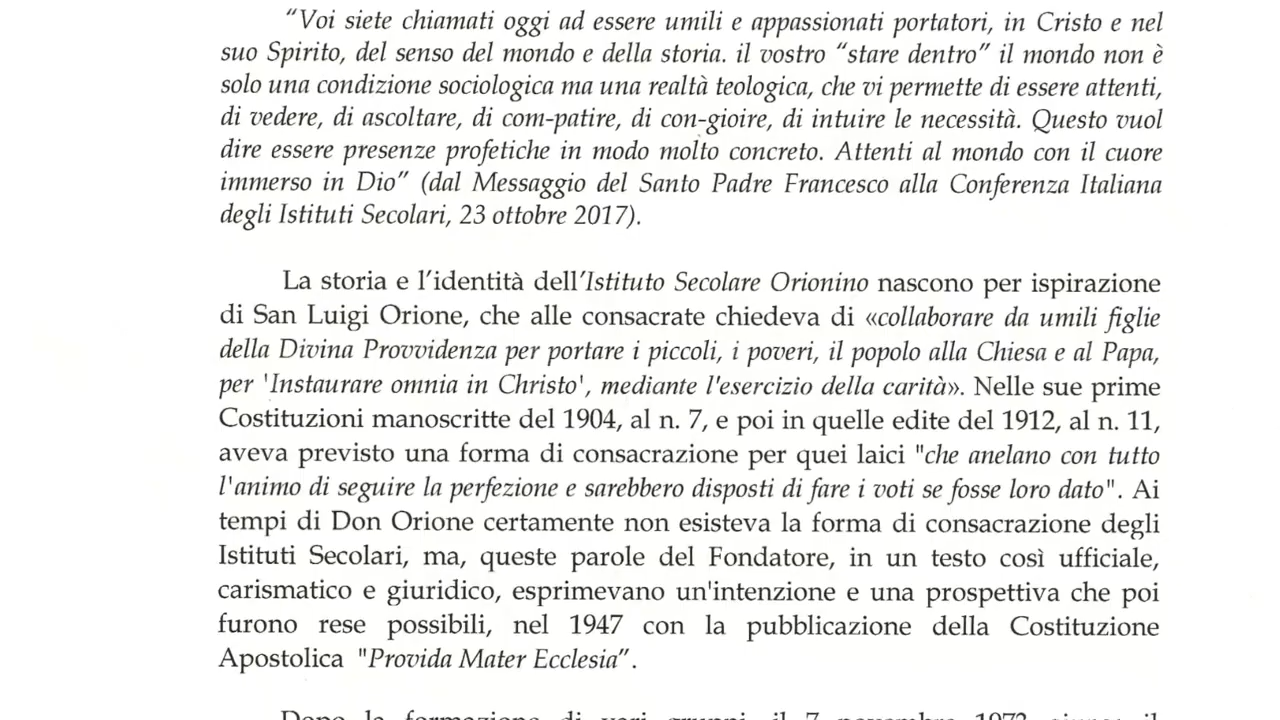 “Voi siete chiamati oggi ad essere umili e appassionati portatori, in Cristo e nel
suo Spirito, del senso del mondo e della storia. il vostro “stare dentro” il mondo non è
solo una condizione sociologica ma una realtà teologica, che vi permette di essere attenti,
di vedere, di ascoltare, di com-patire, di con-gioire, di intuire le necessità. Questo vuol
dire essere presenze profetiche in modo molto concreto. Attenti al mondo con il cuore
immerso in Dio” (dal Messaggio del Santo Padre Francesco alla Conferenza Italiana
degli Istituti Secolari, 23 ottobre 2017).
La storia e l’identità dell’Istituto Secolare Orionino nascono per ispirazione
di San Luigi Orione, che alle consacrate chiedeva di «collaborare da umili figlie
della Divina Provvidenza per portare i piccoli, i poveri, il popolo alla Chiesa e al Papa,
per 'Instaurare omnia in Christo', mediante l'esercizio della carità». Nelle sue prime
Costituzioni manoscritte del 1904, al n. 7, e poi in quelle edite del 1912, al n. 11,
aveva previsto una forma di consacrazione per quei laici "che anelano con tutto
l'animo di seguire la perfezione e sarebbero disposti di fare i voti se fosse loro dato". Ai
tempi di Don Orione certamente non esisteva la forma di consacrazione degli
Istituti Secolari, ma, queste parole del Fondatore, in un testo così ufficiale,
carismatico e giuridico, esprimevano un'intenzione e una prospettiva che poi
furono rese possibili, nel 1947 con la pubblicazione della Costituzione
Apostolica "Provida Mater Ecclesia”.
Dopo la formazione di vari gruppi, il 7 novembre